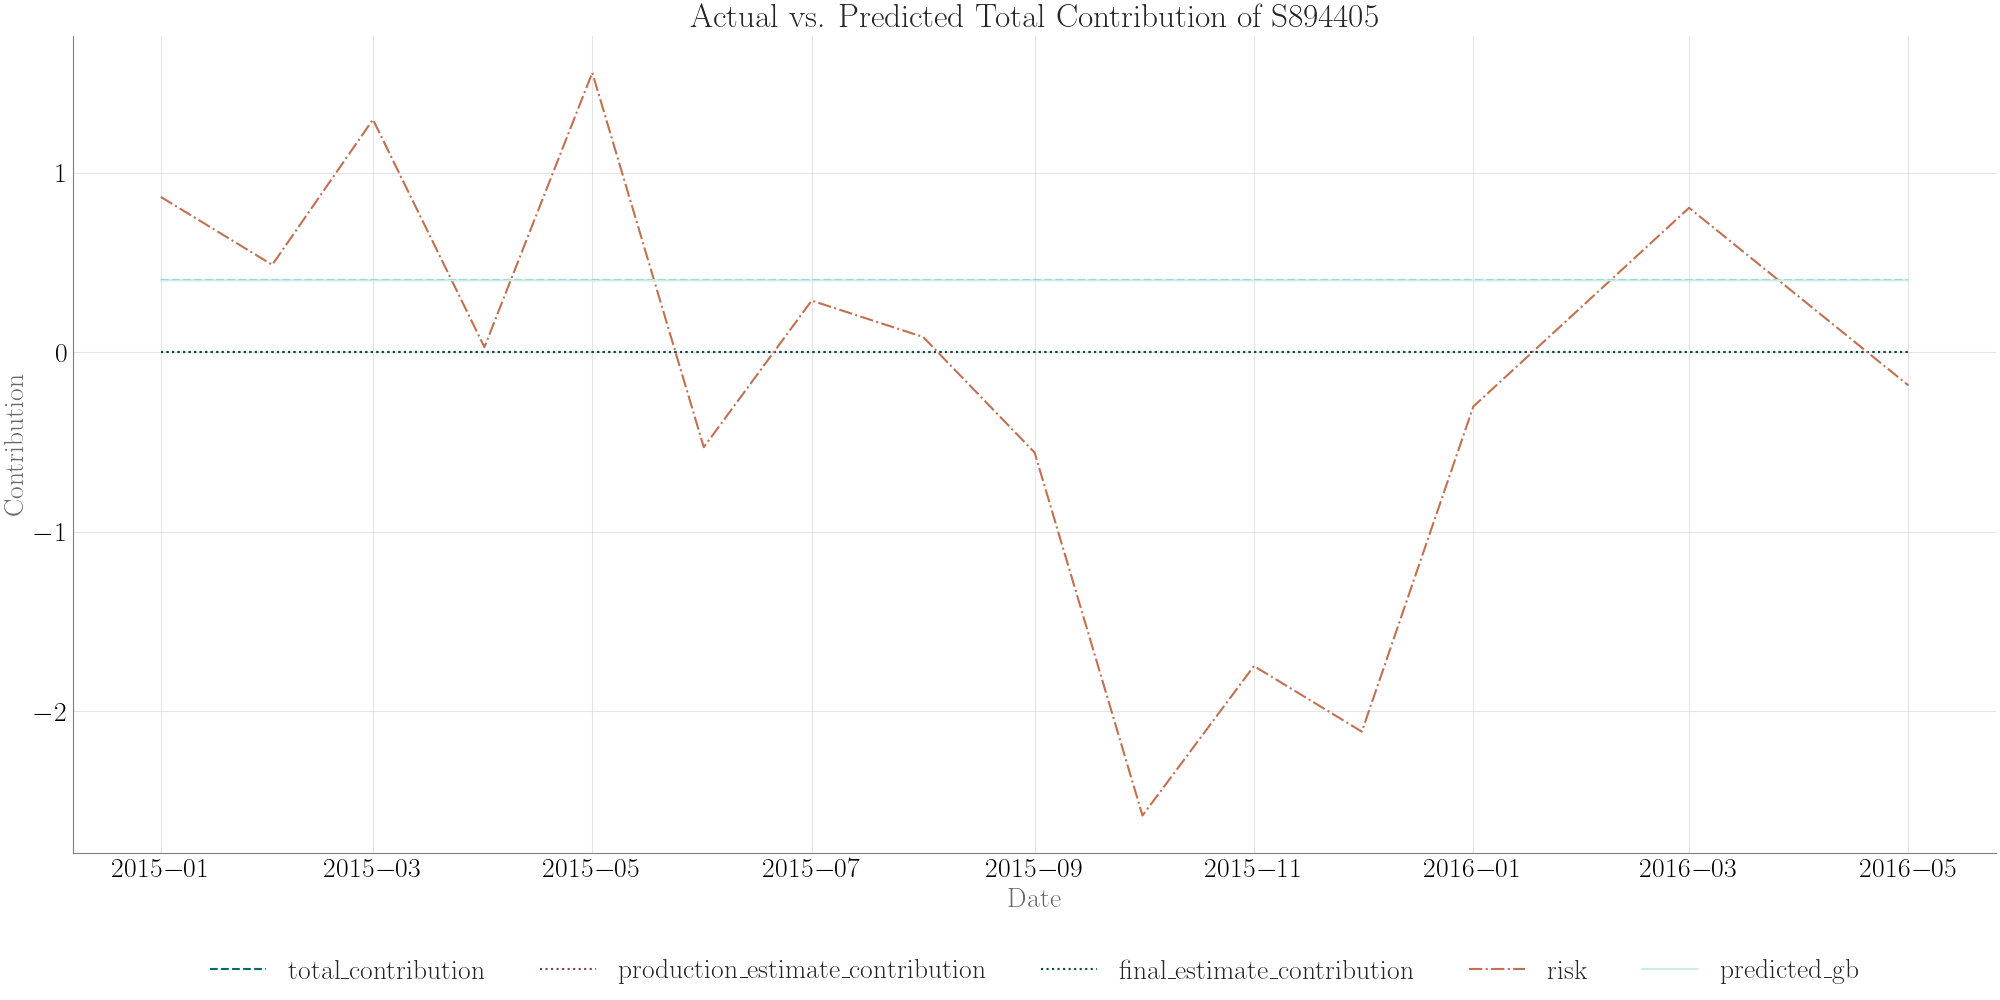 Actual vs. Predicted Total Contribution of S894405
Contribution
1
0
−1
−2
2015−01 2015−03 2015−05 2015−07 2015−09 2015−11 2016−01 2016−03 2016−05
Date
total_contribution production_estimate_contribution final_estimate_contribution risk predicted_gb